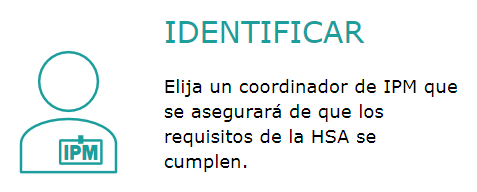 IDENTIFICAR
Elija un coordinador de IPM que
se asegurará de que los
requisitos de la HSA se
cumplen.
IPM